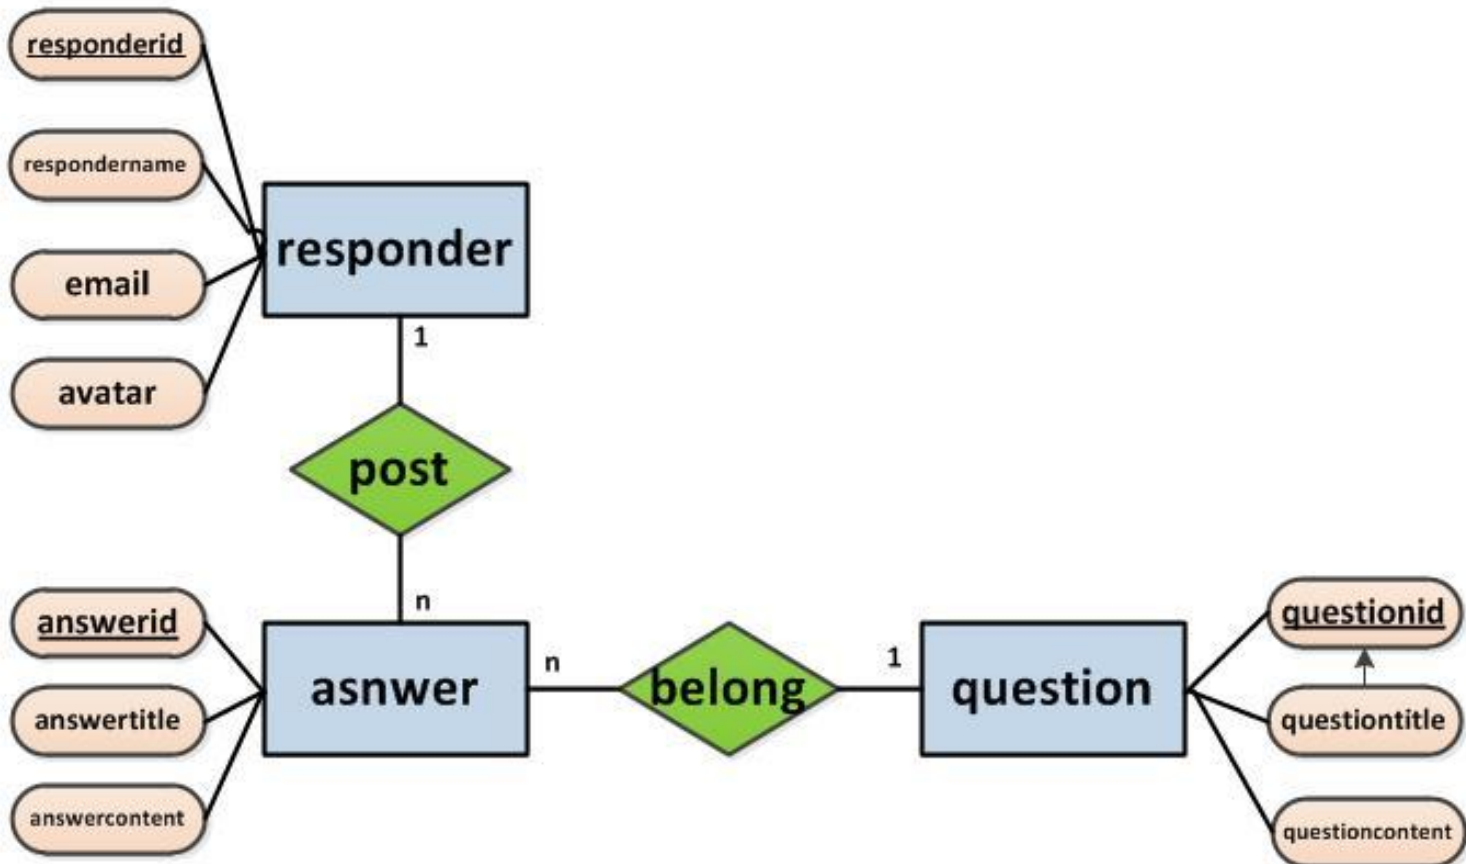 responderid
respondername
responder
email
avatar
1
post
n
answerid
asnwer
n
belong
1
question
questionid
answertitle
questiontitle
answercontent
questioncontent